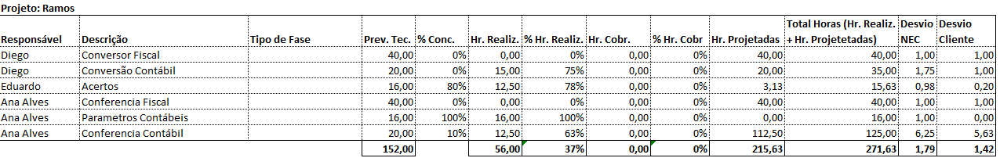 Projeto: Ramos
Responsável Descrição Tipo de Fase Prev. Tec. % Conc. Hr. Realiz. % Hr. Realiz. Hr. Cobr. % Hr. Cobr Hr. Projetadas Total Horas (Hr. Realiz. + Hr. Projetetadas) Desvio NEC Desvio Cliente
Diego Conversor Fiscal 40,00 0% 0,00 0% 0,00 0% 40,00 40,00 1,00 1,00
Diego Conversão Contábil 20,00 0% 15,00 75% 0,00 0% 20,00 35,00 1,75 1,00
Eduardo Acertos 16,00 80% 12,50 78% 0,00 0% 3,13 15,63 0,98 0,20
Ana Alves Conferencia Fiscal 40,00 0% 0,00 0% 0,00 0% 40,00 40,00 1,00 1,00
Ana Alves Parametros Contábeis 16,00 100% 16,00 100% 0,00 0% 0,00 16,00 1,00 0,00
Ana Alves Conferencia Contábil 20,00 10% 12,50 63% 0,00 0% 112,50 125,00 6,25 5,63
152,00 56,00 37% 0,00 0% 215,63 271,63 1,79 1,42